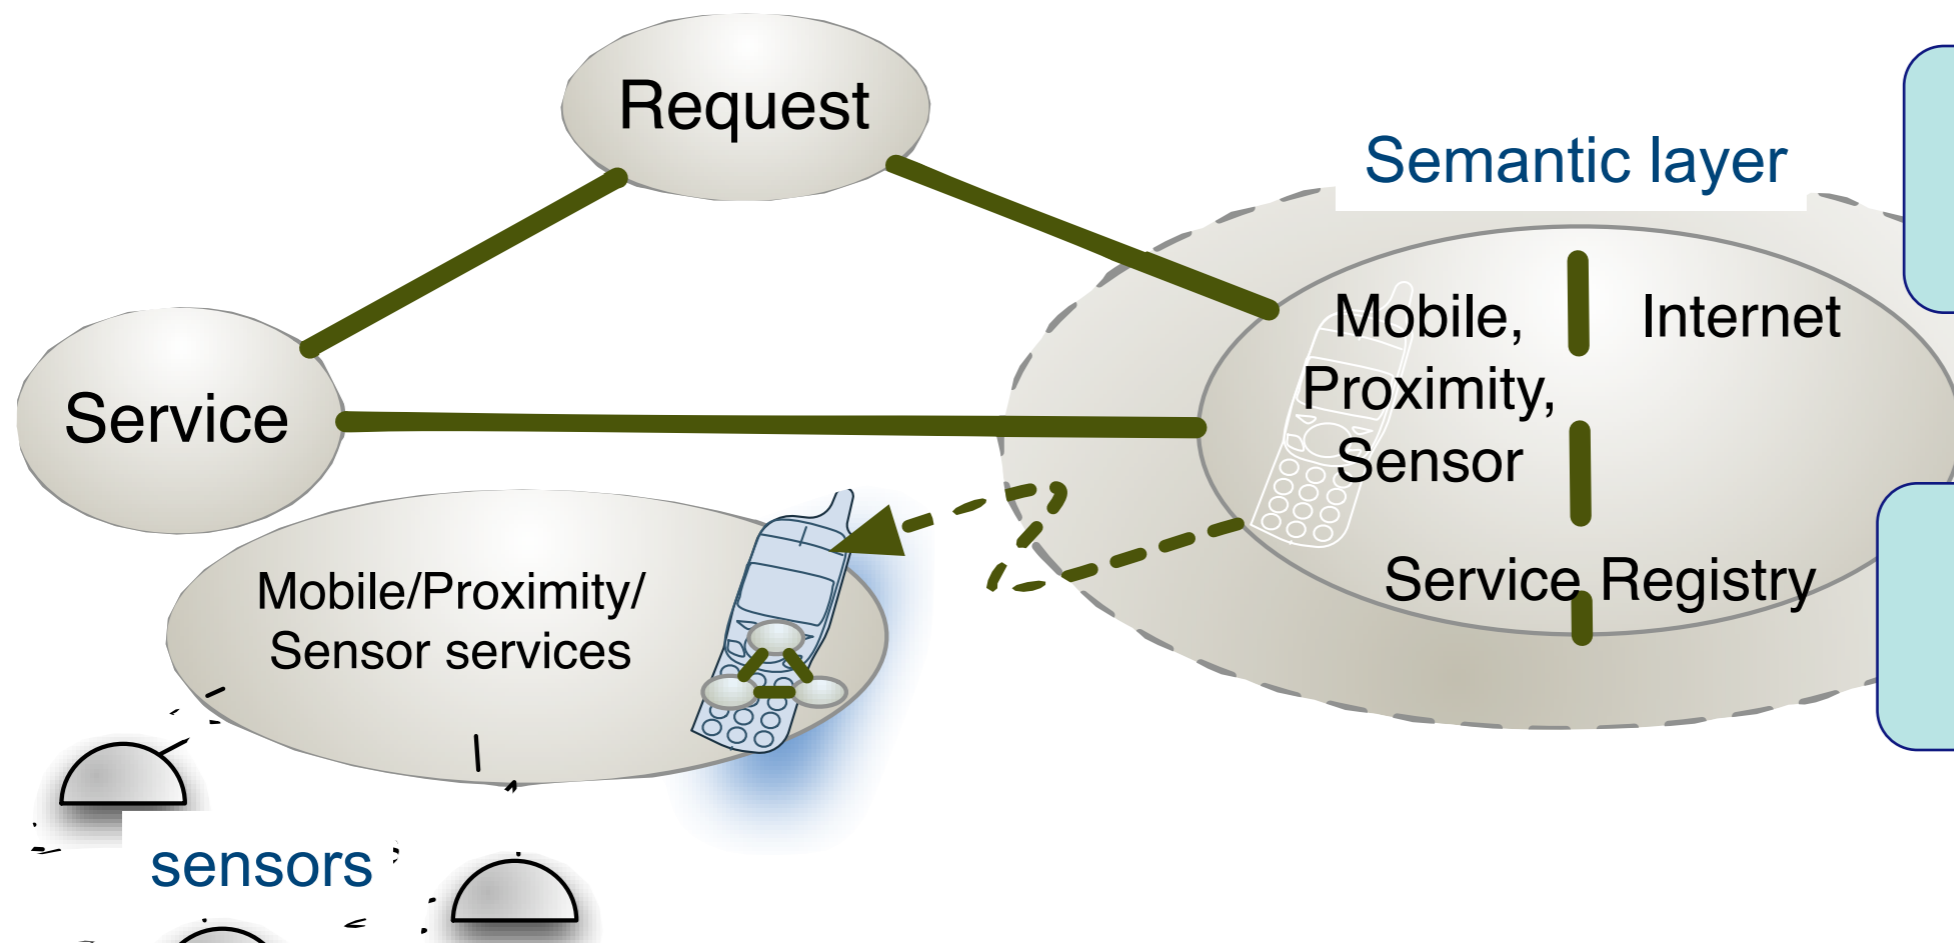 Request
Semantic layer
Mobile,
Proximity,
Sensor
Internet
Service
Service Registry
Mobile/Proximity/
Sensor services
sensors